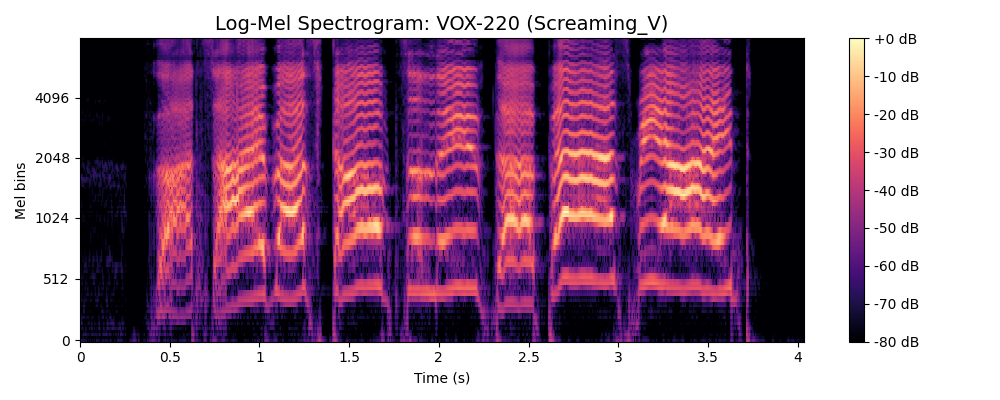 Log-Mel Spectrogram: VOX-220 (Screaming_V)
Mel bins
4096
2048
1024
512
0
0
0.5
1
1.5
2
2.5
3
3.5
4
Time (s)
+0 dB
-10 dB
-20 dB
-30 dB
-40 dB
-50 dB
-60 dB
-70 dB
-80 dB